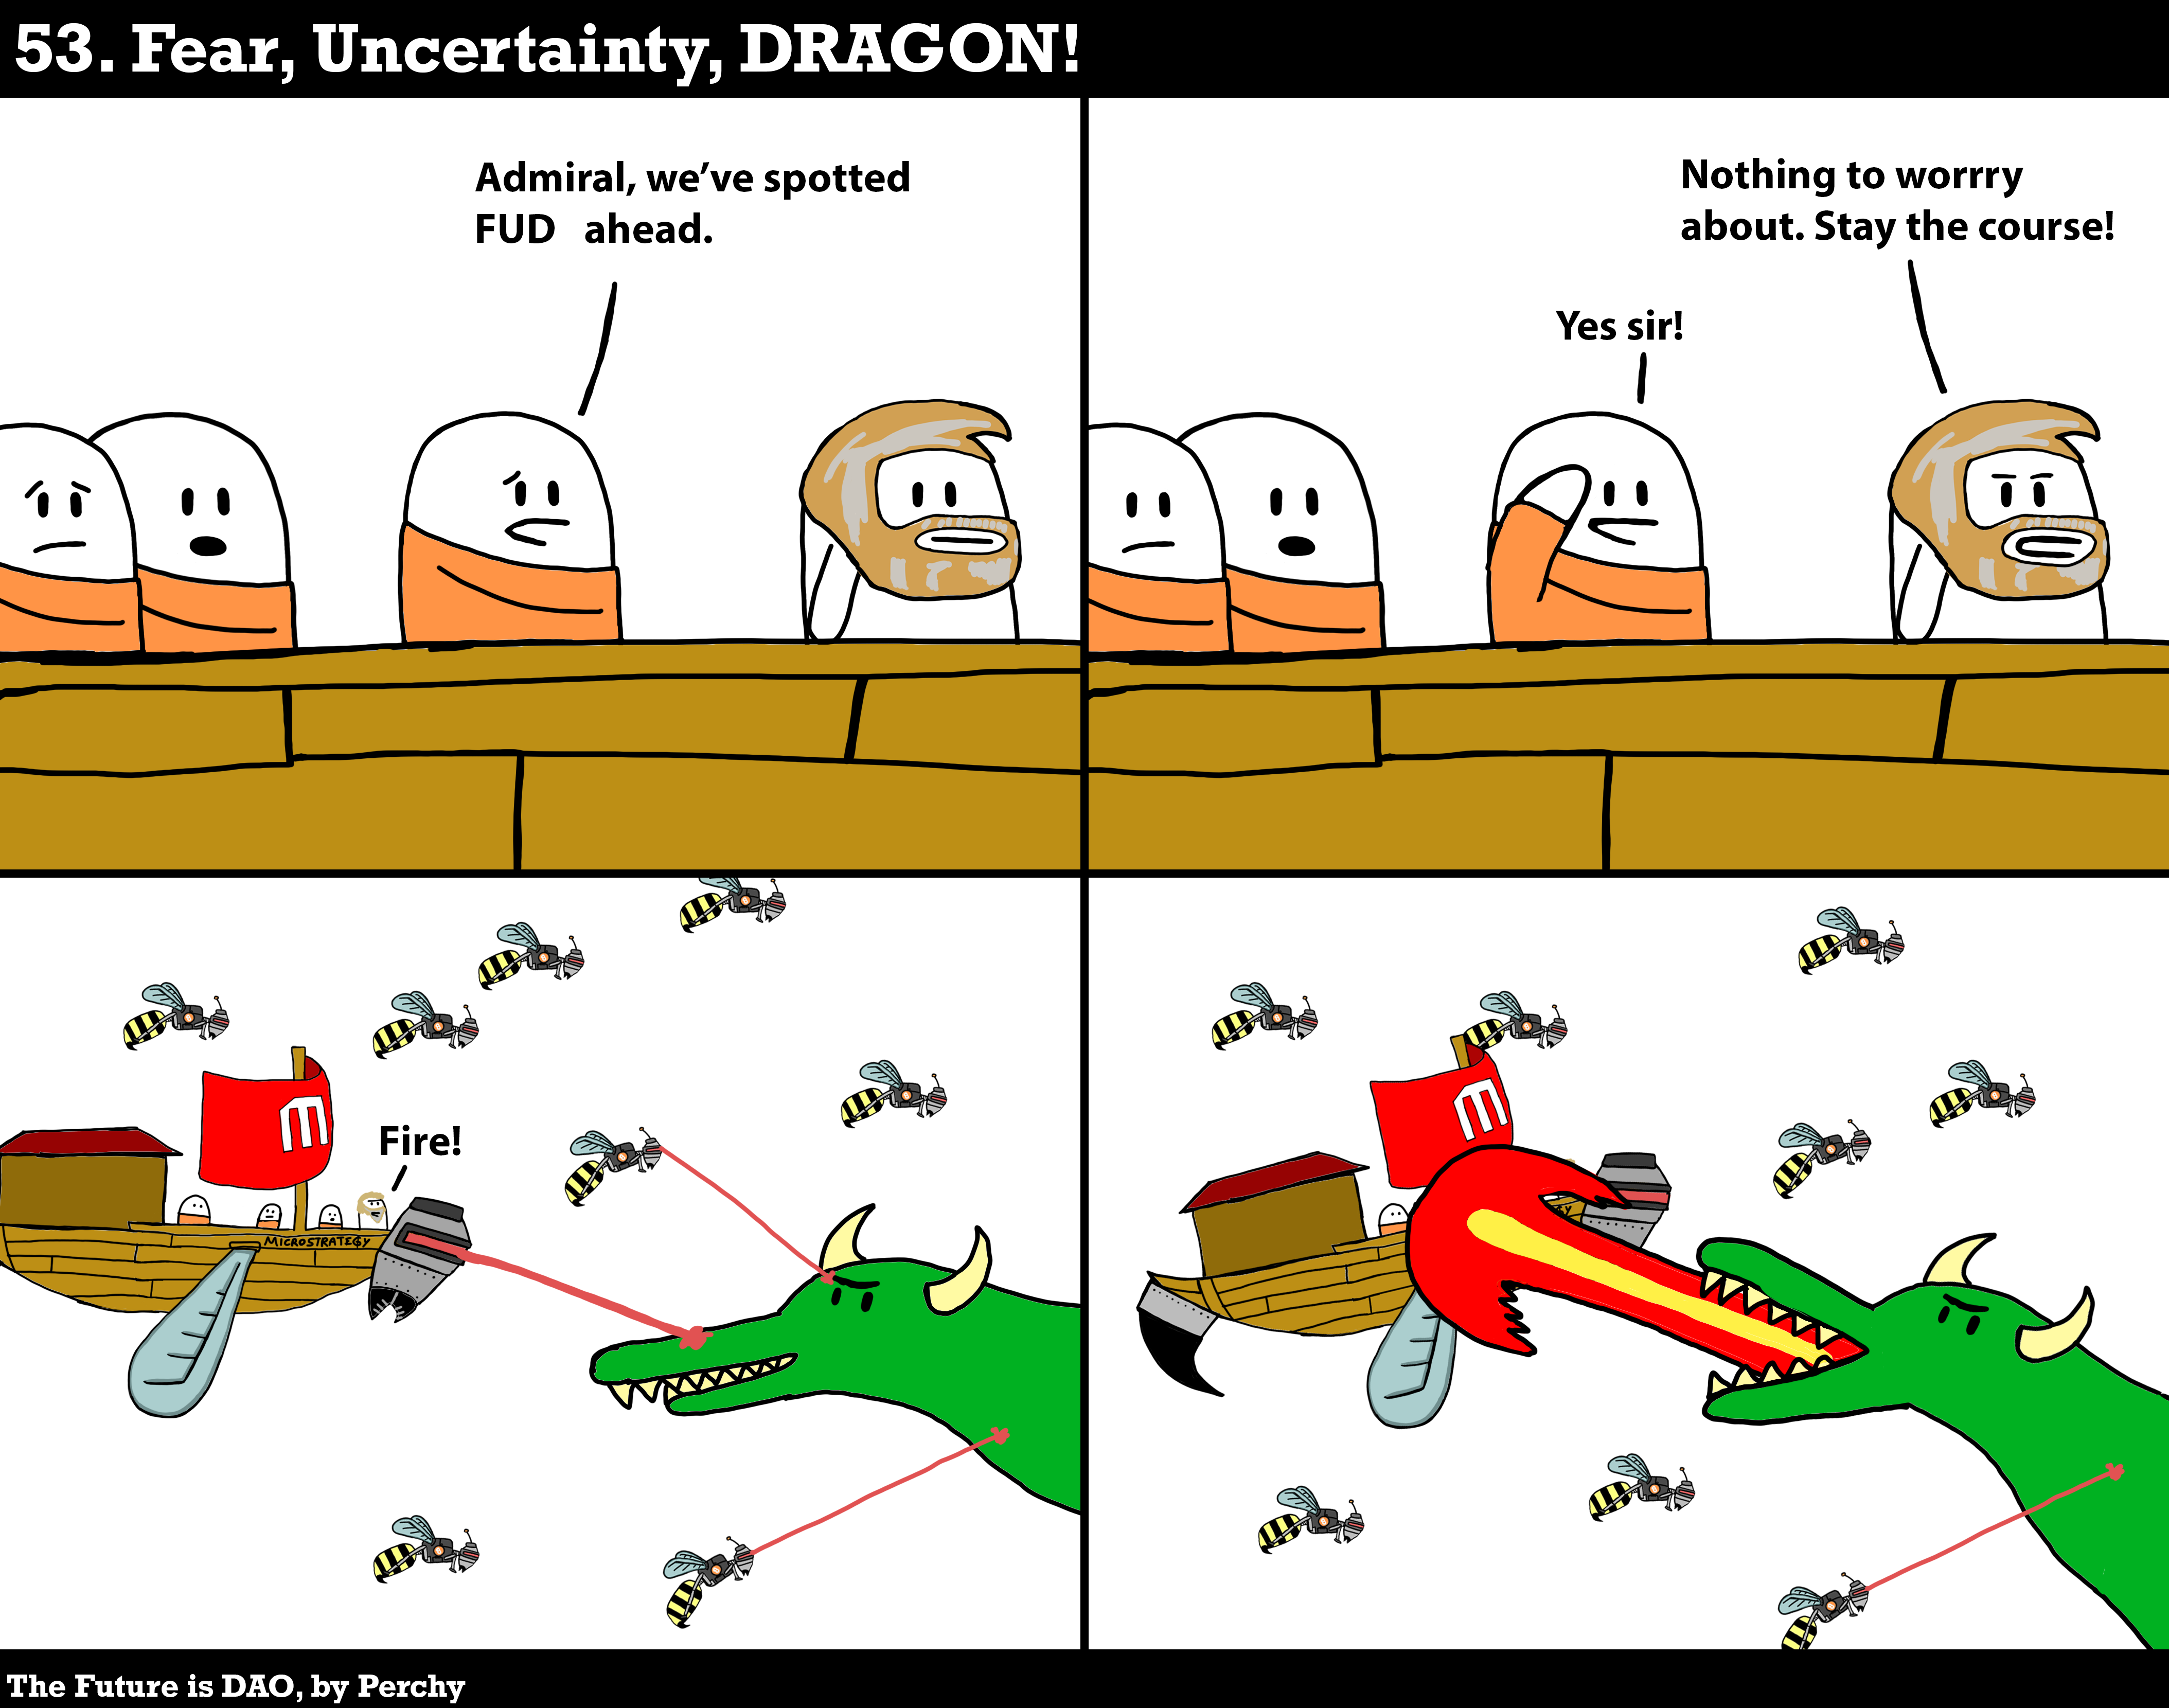 53. Fear, Uncertainty, DRAGON!
Admiral, we've spotted
FUD ahead.
Nothing to worrry
about. Stay the course!
Yes sir!
Fire!
MICROSTRATEGY
The Future is DAO, by Perchy